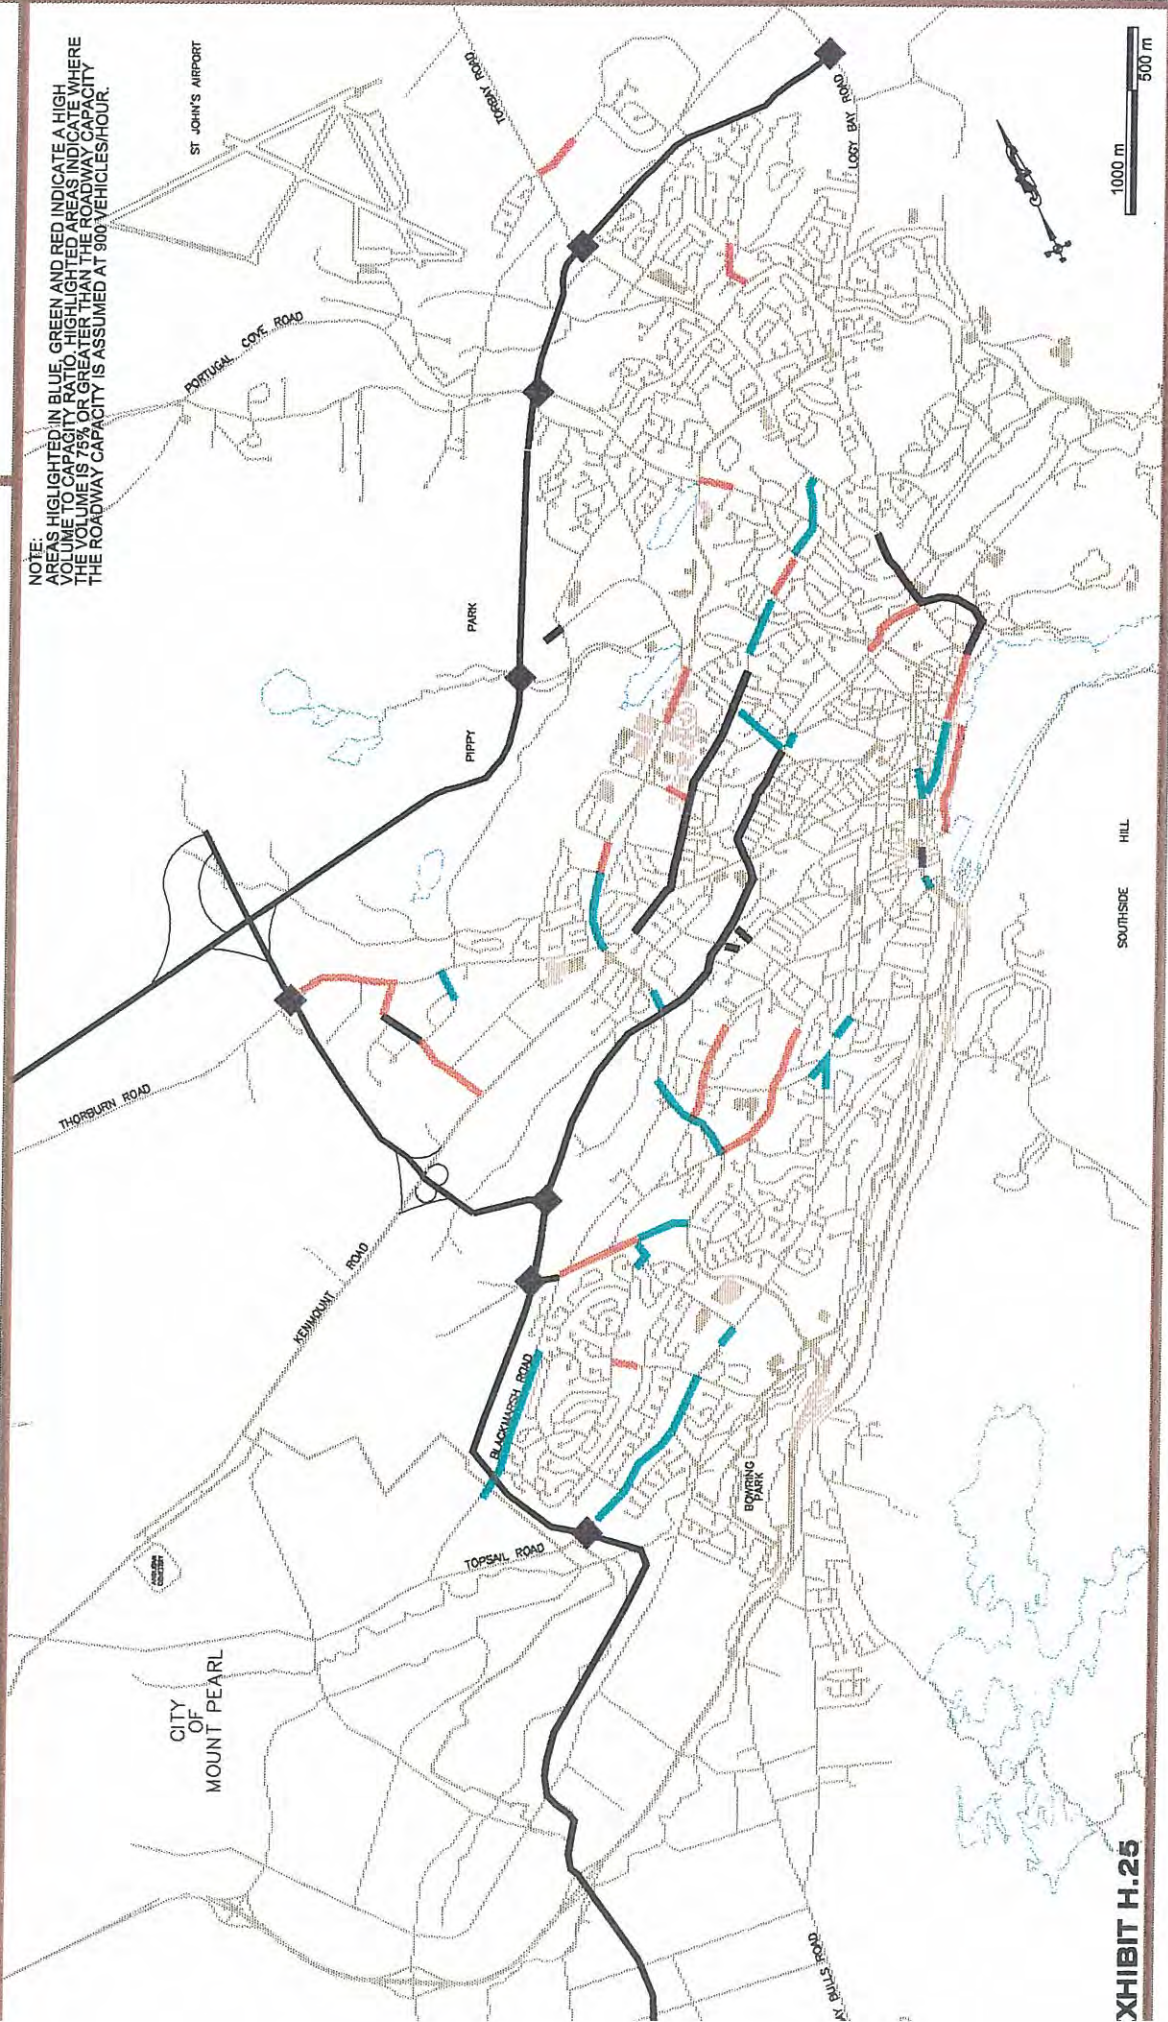 NOTE:
AREAS HIGLIGHTED IN BLUE, GREEN AND RED INDICATE A HIGH
VOLUME TO CAPACITY RATIO. HIGHLIGHTED AREAS INDICATE WHERE
THE VOLUME IS 75% OR GREATER THAN THE ROADWAY CAPACITY
THE ROADWAY CAPACITY IS ASSUMED AT 900 VEHICLES/HOUR.
ST JOHN'S AIRPORT
TORBAY ROAD
LOGY BAY ROAD
1000 m
500 m
PORTUGAL COVE ROAD
PIPPY PARK
SOUTHSIDE HILL
THORBURN ROAD
KENMOUNT ROAD
BLACKMARSH ROAD
BOWRING
PARK
TOPSAIL ROAD
CITY
OF
MOUNT PEARL
AY BULLS ROAD
XHIBIT H.25